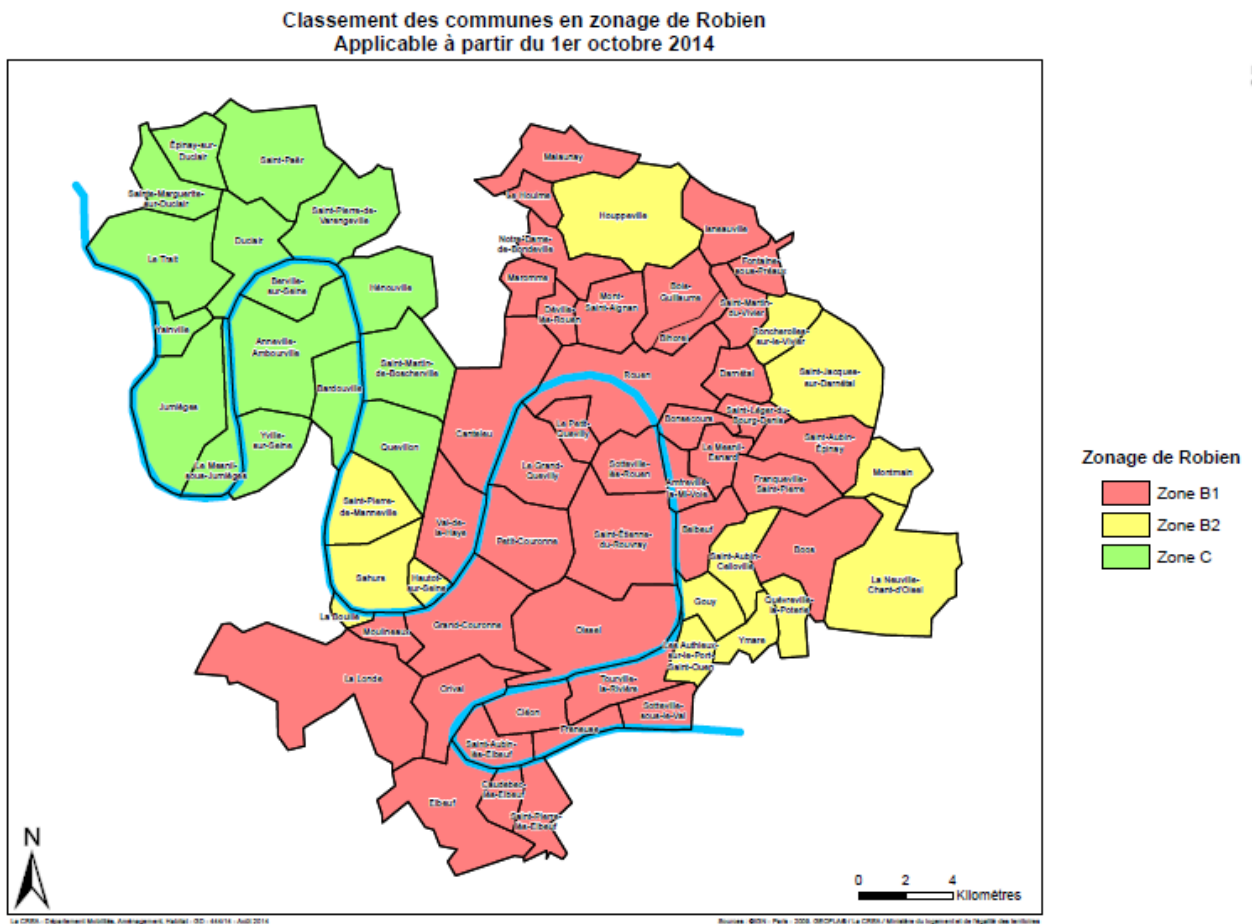 Classement des communes en zonage de Robien
Applicable à partir du 1er octobre 2014
Épinay-sur-
Duclair
Saint-Paër
Sainte-Marguerite-
sur-Duclair
Saint-Pierre-de-
Varengeville
Duclair
Le Trait
Berville-
sur-Seine
Hénouville
Yainville
Anneville-
Ambourville
Bardouville
Saint-Martin-
de-Boscherville
Jumièges
Yville-
sur-Seine
Quevillon
Le Mesnil-
sous-Jumièges
Saint-Pierre-
de-Manneville
Sahurs
Hautot-
sur-Seine
La Bouille
Moulineaux
Malaunay
Le Houlme
Houppeville
Isneauville
Notre-Dame-
de-Bondeville
Fontaine-
sous-Préaux
Maromme
Mont-
Saint-Aignan
Bois-
Guillaume
Déville-
lès-Rouen
Saint-Martin-
du-Vivier
Bihorel
Roncherolles-
sur-le-Vivier
Rouen
Darnétal
Saint-Jacques-
sur-Darnétal
Canteleu
Le Petit-
Quevilly
Bonsecours
Saint-Léger-du-
Bourg-Denis
Saint-Aubin-
Épinay
Le Grand-
Quevilly
Sotteville-
lès-Rouen
Le Mesnil-
Esnard
Montmain
Amfreville-
la-Mi-Voie
Franqueville-
Saint-Pierre
Val-de-
la-Haye
Petit-Couronne
Saint-Étienne-
du-Rouvray
Belbeuf
Boos
Saint-Aubin-
Celloville
La Neuville-
Chant-d'Oisel
Gouy
Quévreville-
la-Poterie
Grand-Couronne
Oissel
Ymare
Les Authieux-
sur-le-Port-
Saint-Ouen
La Londe
Orival
Tourville-
la-Rivière
Cléon
Sotteville-
sous-le-Val
Freneuse
Saint-Aubin-
lès-Elbeuf
Elbeuf
Caudebec-
lès-Elbeuf
Saint-Pierre-
lès-Elbeuf
Zonage de Robien
Zone B1
Zone B2
Zone C
N
0 2 4
Kilomètres